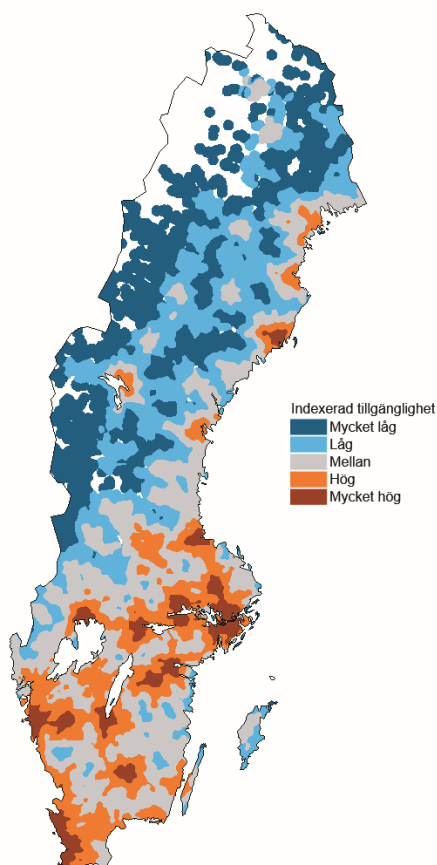 Indexerad tillgänglighet
Mycket låg
Låg
Mellan
Hög
Mycket hög